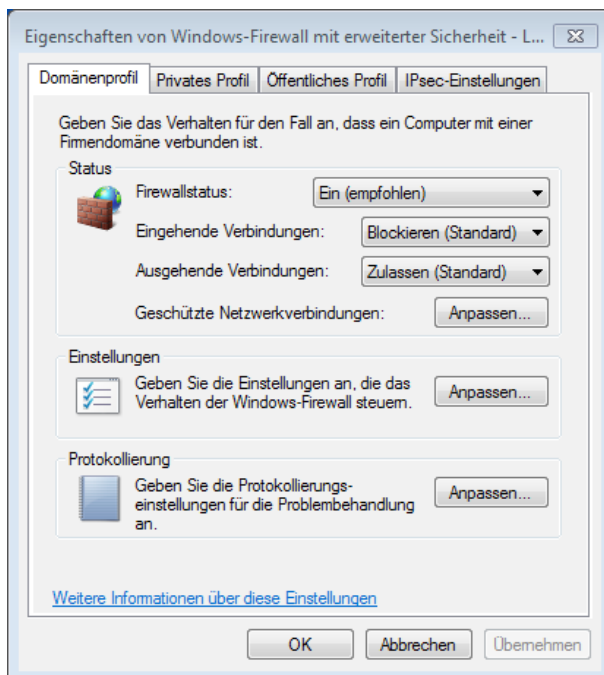 Eigenschaften von Windows-Firewall mit erweiterter Sicherheit - L...
Domänenprofil
Privates Profil
Öffentliches Profil
IPsec-Einstellungen
Geben Sie das Verhalten für den Fall an, dass ein Computer mit einer
Firmendomäne verbunden ist.
Status
Firewallstatus:
Ein (empfohlen)
Eingehende Verbindungen:
Blockieren (Standard)
Ausgehende Verbindungen:
Zulassen (Standard)
Geschützte Netzwerkverbindungen:
Anpassen...
Einstellungen
Geben Sie die Einstellungen an, die das
Verhalten der Windows-Firewall steuern.
Anpassen...
Protokollierung
Geben Sie die Protokollierungs-
einstellungen für die Problembehandlung
an.
Anpassen...
Weitere Informationen über diese Einstellungen
OK
Abbrechen
Übernehmen